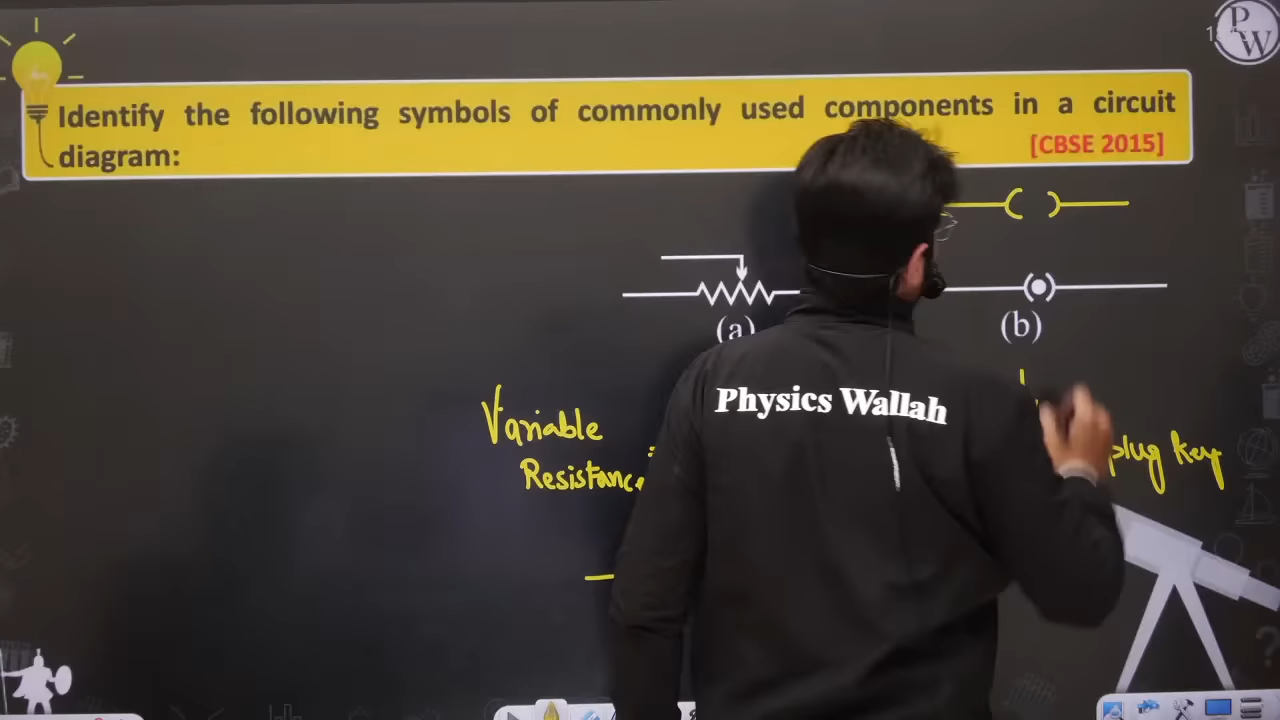 PW
Identify the following symbols of commonly used components in a circuit
diagram:
[CBSE 2015]
(a)
(b)
Physics Wallah
Variable
Resistance
plug key